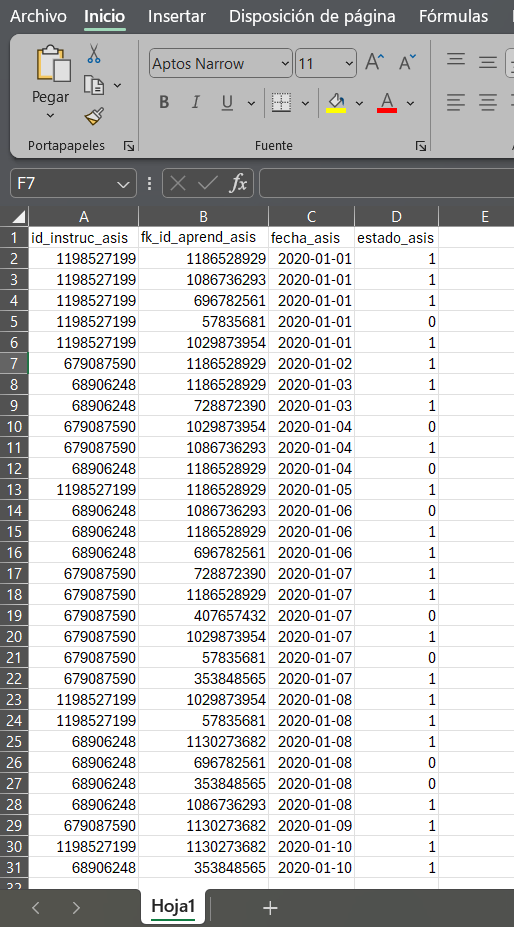 Archivo Inicio Insertar Disposición de página Fórmulas
Pegar
Aptos Narrow 11
N I U
Portapapeles Fuente
F7 fx
A B C D E
1 id_instruc_asis fk_id_aprend_asis fecha_asis estado_asis
2 1198527199 1186528929 2020-01-01 1
3 1198527199 1086736293 2020-01-01 1
4 1198527199 696782561 2020-01-01 1
5 1198527199 57835681 2020-01-01 0
6 1198527199 1029873954 2020-01-01 1
7 679087590 1186528929 2020-01-02 1
8 68906248 1186528929 2020-01-03 1
9 68906248 728872390 2020-01-03 1
10 679087590 1029873954 2020-01-04 0
11 679087590 1086736293 2020-01-04 1
12 68906248 1186528929 2020-01-04 0
13 1198527199 1186528929 2020-01-05 1
14 68906248 1086736293 2020-01-06 0
15 68906248 1186528929 2020-01-06 1
16 68906248 696782561 2020-01-06 1
17 679087590 728872390 2020-01-07 1
18 679087590 1186528929 2020-01-07 1
19 679087590 407657432 2020-01-07 0
20 679087590 1029873954 2020-01-07 1
21 679087590 57835681 2020-01-07 0
22 679087590 353848565 2020-01-07 1
23 1198527199 1029873954 2020-01-08 1
24 1198527199 57835681 2020-01-08 1
25 68906248 1130273682 2020-01-08 1
26 68906248 696782561 2020-01-08 0
27 68906248 353848565 2020-01-08 0
28 68906248 1086736293 2020-01-08 1
29 679087590 1130273682 2020-01-09 1
30 1198527199 1130273682 2020-01-10 1
31 68906248 353848565 2020-01-10 1
32
Hoja1